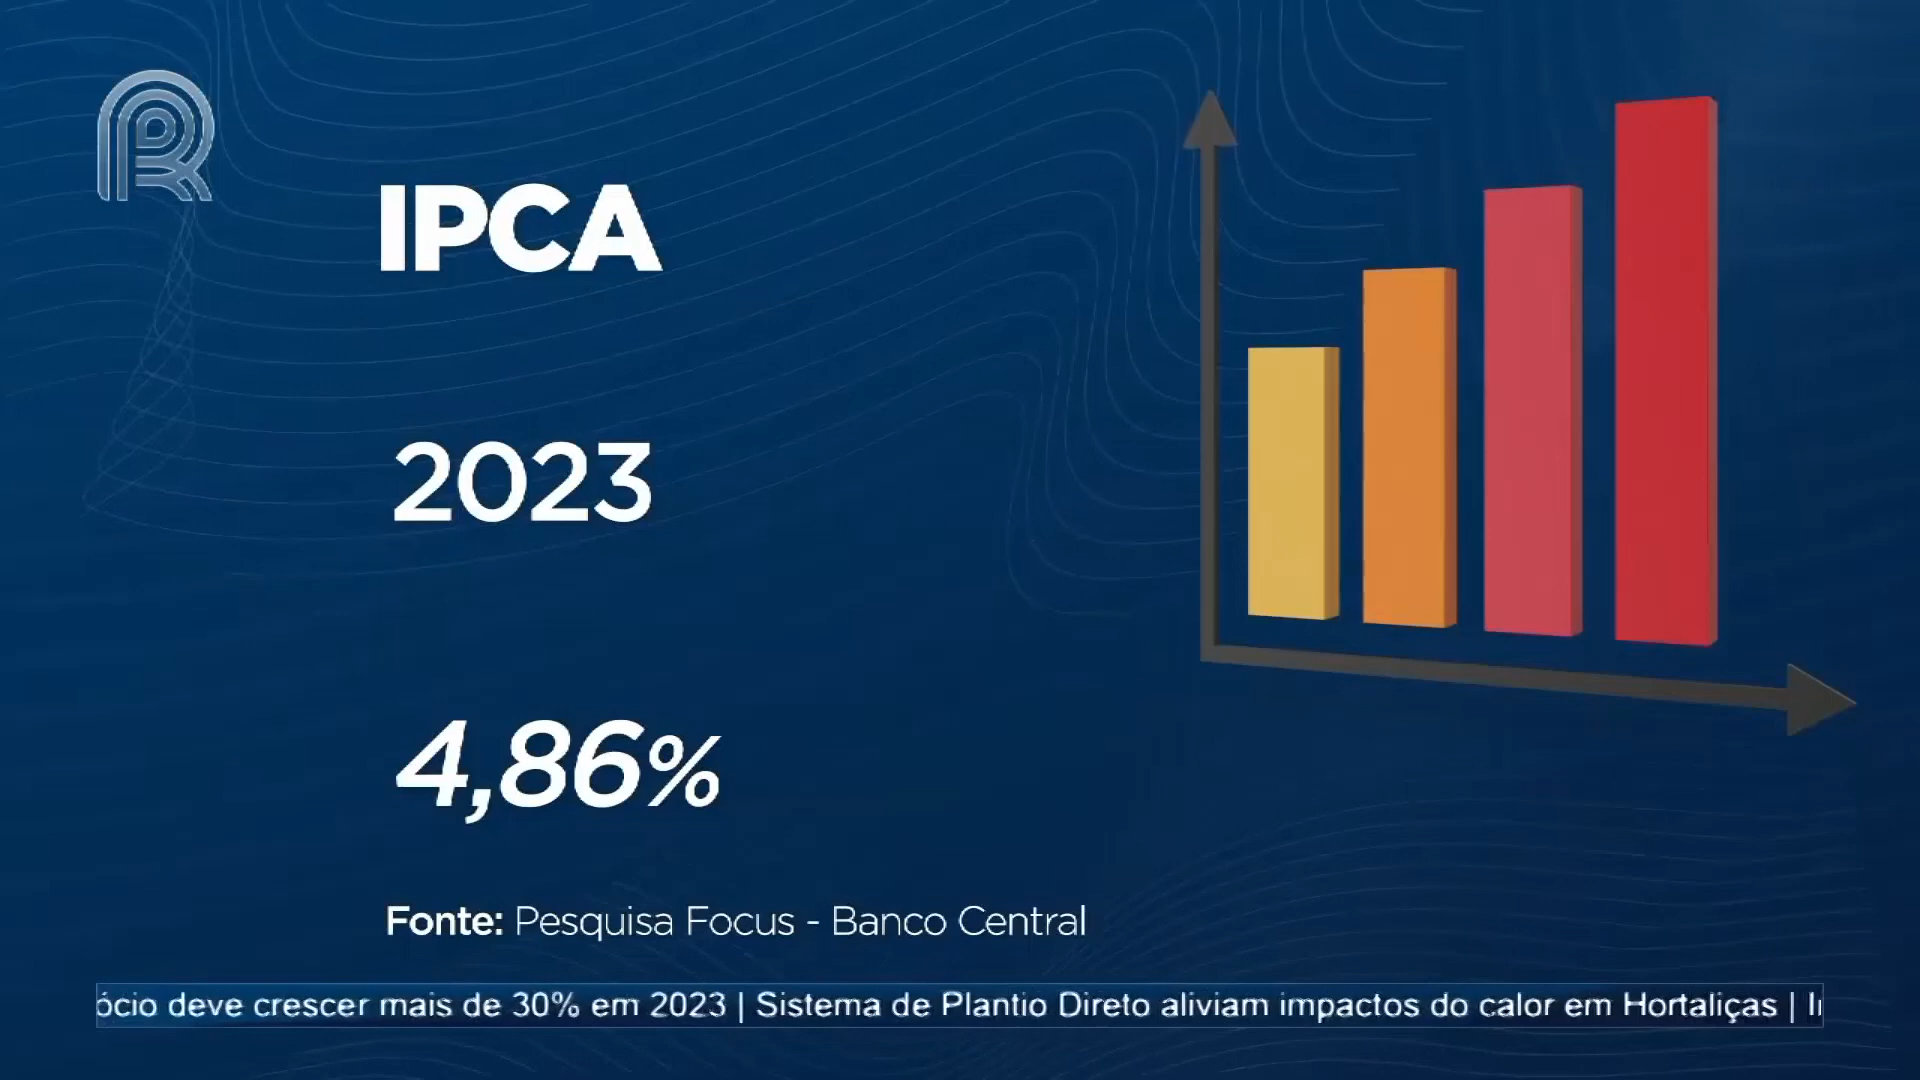 IPCA
2023
4,86%
Fonte: Pesquisa Focus - Banco Central
deve crescer mais de 30% em 2023 | Sistema de Plantio Direto aliviam impactos do calor em Hortaliças |